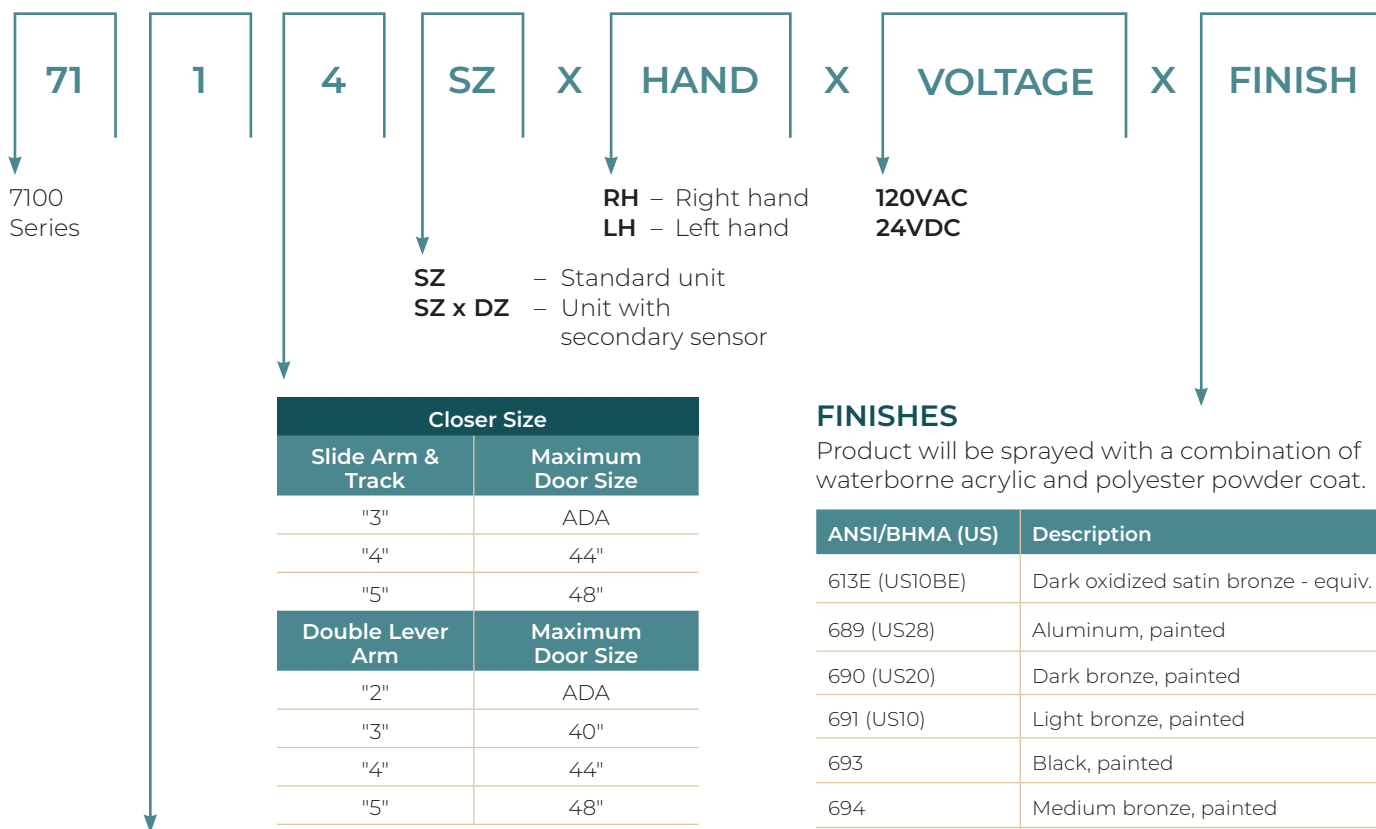 71 1 4 SZ X HAND X VOLTAGE X FINISH
7100
Series
RH – Right hand
LH – Left hand
120VAC
24VDC
SZ – Standard unit
SZ x DZ – Unit with
secondary sensor
Closer Size
Slide Arm &
Track
Maximum
Door Size
"3" ADA
"4" 44"
"5" 48"
Double Lever
Arm
Maximum
Door Size
"2" ADA
"3" 40"
"4" 44"
"5" 48"
FINISHES
Product will be sprayed with a combination of
waterborne acrylic and polyester powder coat.
ANSI/BHMA (US) Description
613E (US10BE) Dark oxidized satin bronze - equiv.
689 (US28) Aluminum, painted
690 (US20) Dark bronze, painted
691 (US10) Light bronze, painted
693 Black, painted
694 Medium bronze, painted